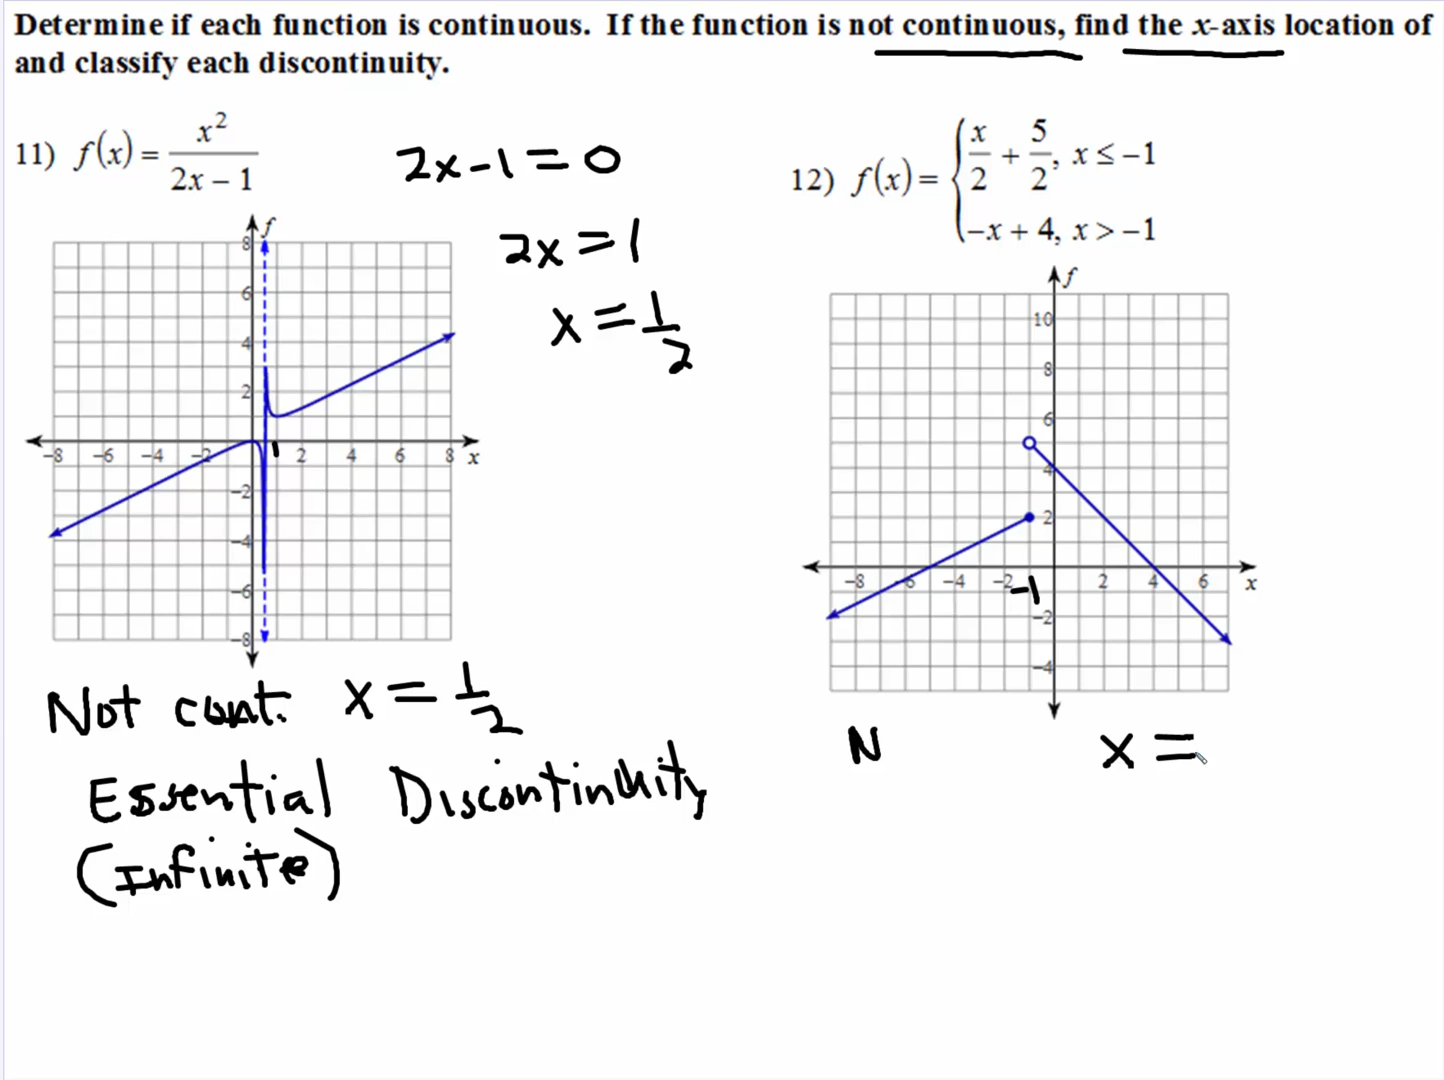 Determine if each function is continuous. If the function is not continuous, find the x-axis location of
and classify each discontinuity.
11) f(x) = x² / (2x − 1)
2x-1=0
2x=1
x=1/2
f
8
6
4
2
-8 -6 -4 -2 1 2 4 6 8 x
-2
-4
-6
-8
Not cont. x=1/2
Essential Discontinuity
(Infinite)
12) f(x) = { x/2 + 5/2, x ≤ −1
−x + 4, x > −1
f
10
8
6
4
2
-8 -6 -4 -2 -1 2 4 6 x
-2
-4
N x=